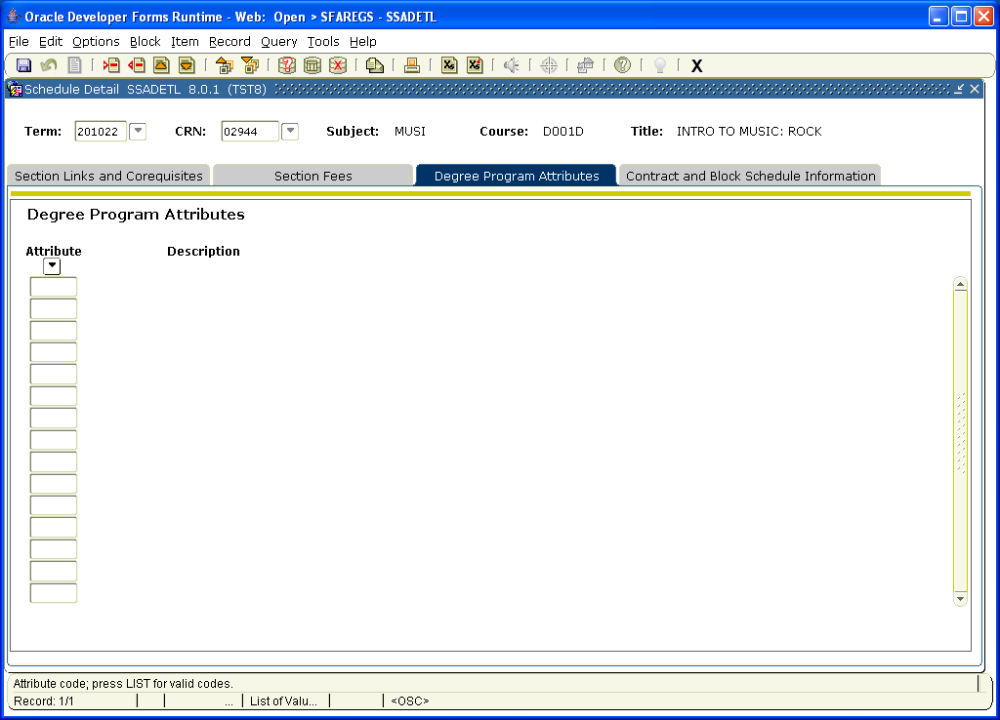 Oracle Developer Forms Runtime - Web: Open > SFAREGS - SSADETL
File Edit Options Block Item Record Query Tools Help
X
Schedule Detail SSADETL 8.0.1 (TST8)
Term: 201022 CRN: 02944 Subject: MUSI Course: D001D Title: INTRO TO MUSIC: ROCK
Section Links and Corequisites Section Fees Degree Program Attributes Contract and Block Schedule Information
Degree Program Attributes
Attribute Description
Attribute code; press LIST for valid codes.
Record: 1/1 ... List of Valu... <OSC>